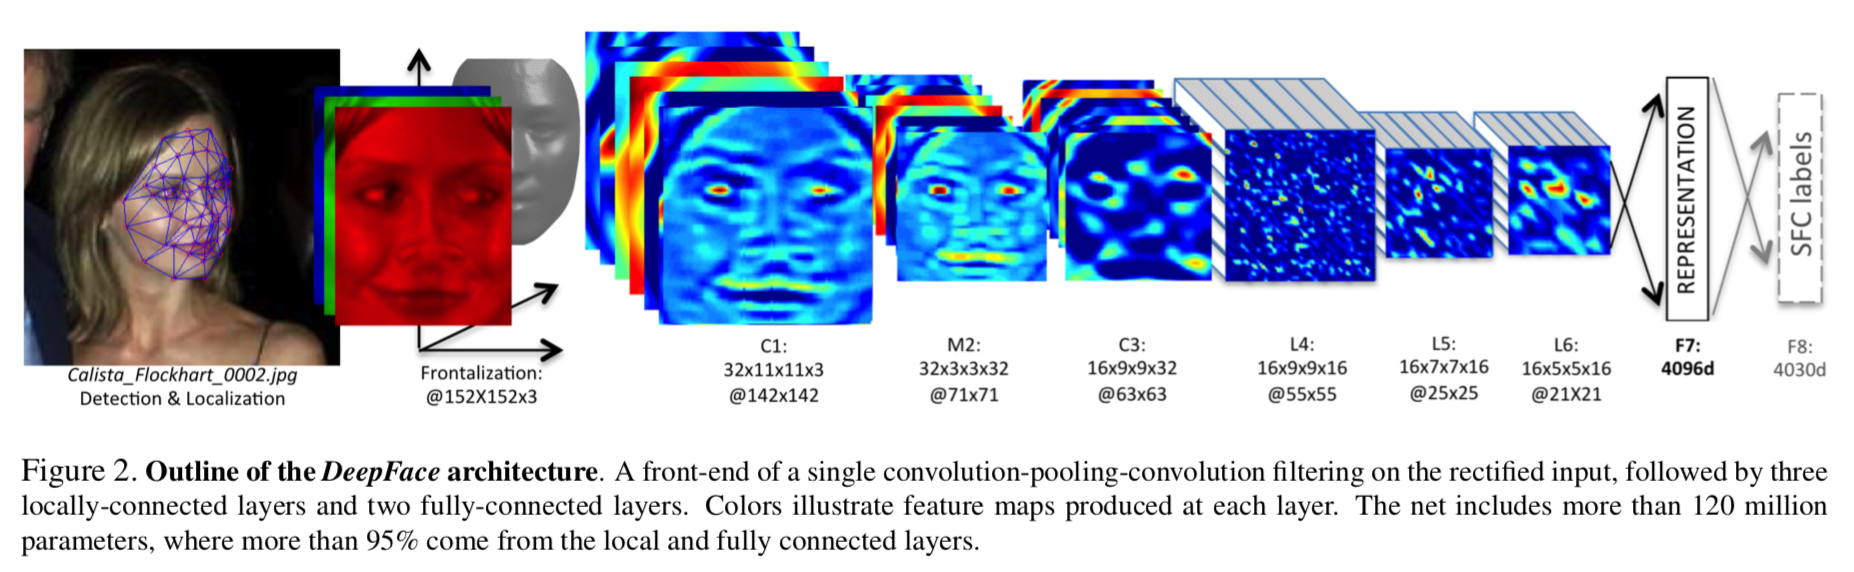 Calista_Flockhart_0002.jpg
Detection & Localization
Frontalization:
@152X152x3
C1:
32x11x11x3
@142x142
M2:
32x3x3x32
@71x71
C3:
16x9x9x32
@63x63
L4:
16x9x9x16
@55x55
L5:
16x7x7x16
@25x25
L6:
16x5x5x16
@21X21
REPRESENTATION
F7:
4096d
SFC labels
F8:
4030d
Figure 2. Outline of the DeepFace architecture. A front-end of a single convolution-pooling-convolution filtering on the rectified input, followed by three
locally-connected layers and two fully-connected layers. Colors illustrate feature maps produced at each layer. The net includes more than 120 million
parameters, where more than 95% come from the local and fully connected layers.